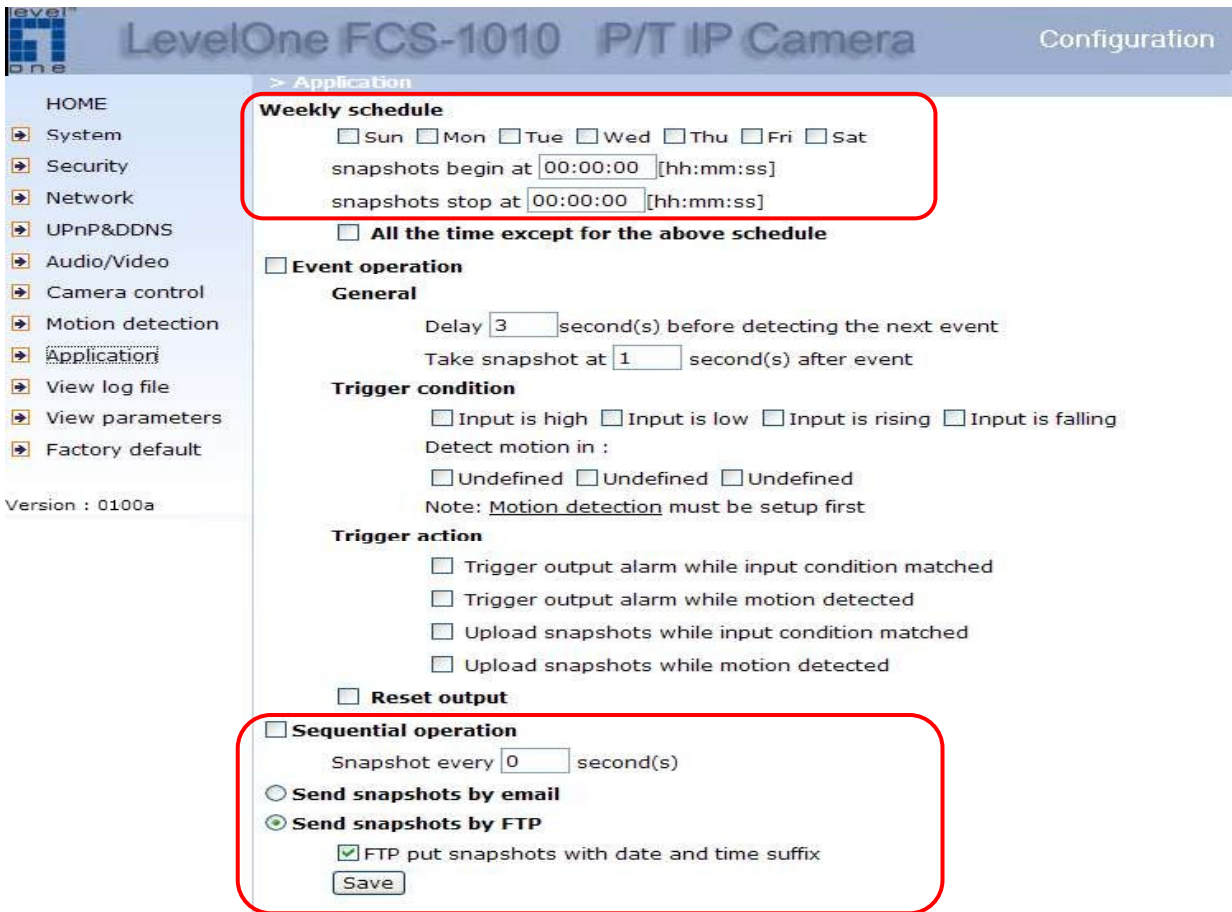 level
one
LevelOne FCS-1010 P/T IP Camera
Configuration
> Application
HOME
System
Security
Network
UPnP&DDNS
Audio/Video
Camera control
Motion detection
Application
View log file
View parameters
Factory default
Version : 0100a
Weekly schedule
Sun Mon Tue Wed Thu Fri Sat
snapshots begin at 00:00:00 [hh:mm:ss]
snapshots stop at 00:00:00 [hh:mm:ss]
All the time except for the above schedule
Event operation
General
Delay 3 second(s) before detecting the next event
Take snapshot at 1 second(s) after event
Trigger condition
Input is high Input is low Input is rising Input is falling
Detect motion in :
Undefined Undefined Undefined
Note: Motion detection must be setup first
Trigger action
Trigger output alarm while input condition matched
Trigger output alarm while motion detected
Upload snapshots while input condition matched
Upload snapshots while motion detected
Reset output
Sequential operation
Snapshot every 0 second(s)
Send snapshots by email
Send snapshots by FTP
FTP put snapshots with date and time suffix
Save